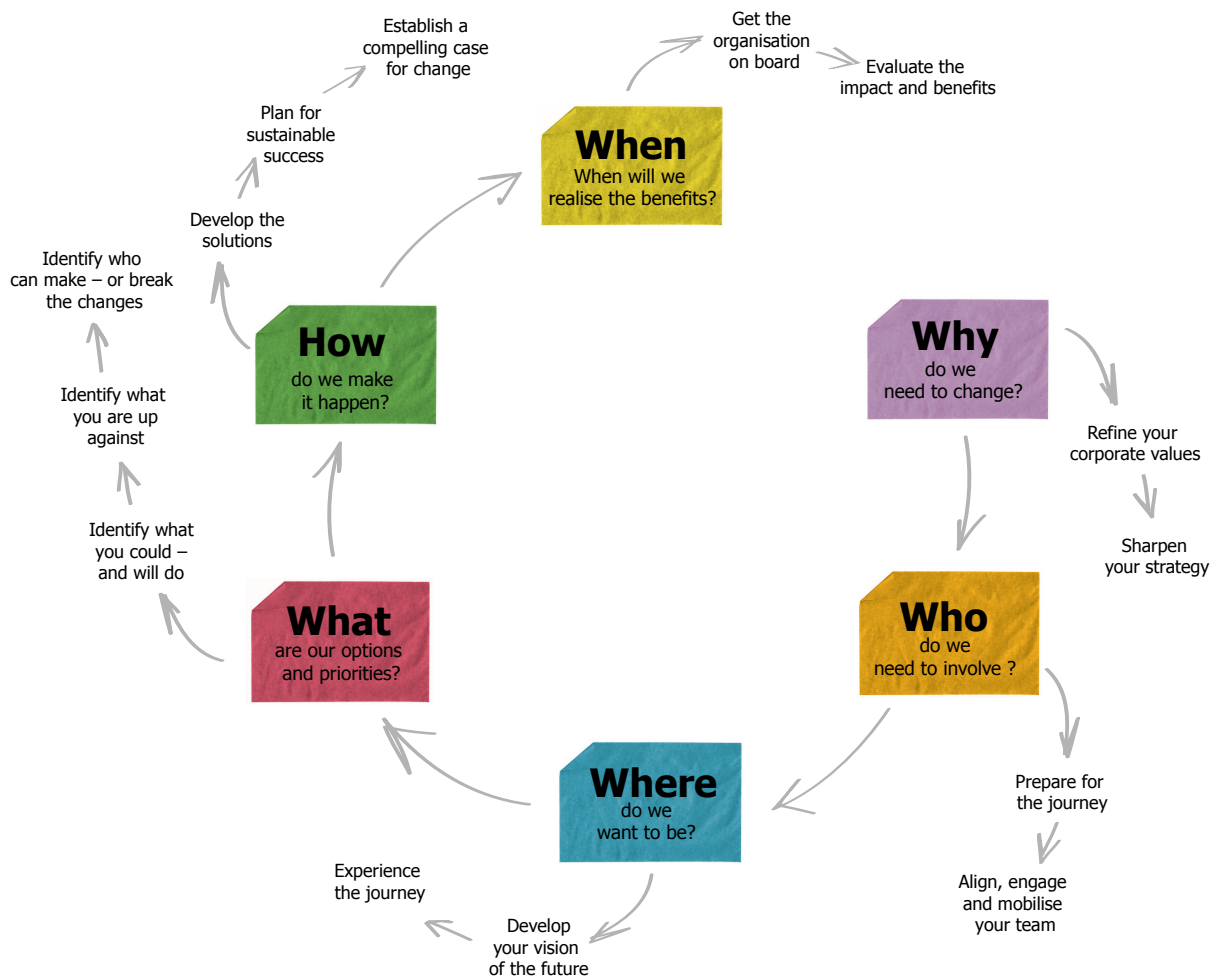 Establish a
compelling case
for change
Get the
organisation
on board
Evaluate the
impact and benefits
Plan for
sustainable
success
When
When will we
realise the benefits?
Develop the
solutions
Identify who
can make – or break
the changes
How
do we make
it happen?
Why
do we
need to change?
Identify what
you are up
against
Refine your
corporate values
Identify what
you could –
and will do
Sharpen
your strategy
What
are our options
and priorities?
Who
do we
need to involve ?
Where
do we
want to be?
Prepare for
the journey
Experience
the journey
Align, engage
and mobilise
your team
Develop
your vision
of the future